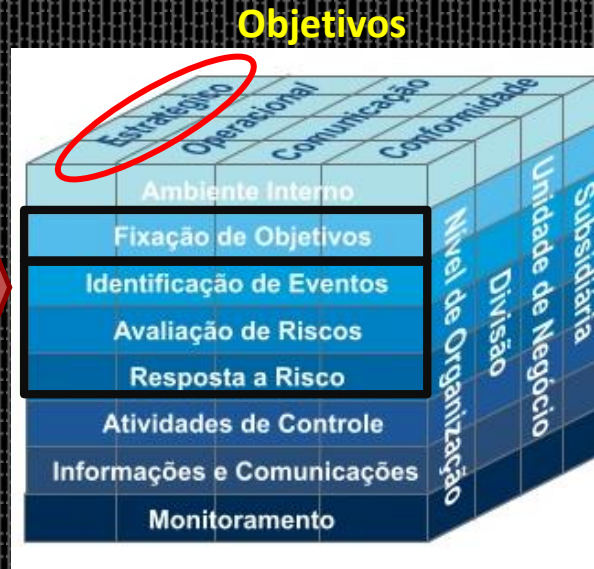 Objetivos
Estratégico
Operacional
Comunicação
Conformidade
Ambiente Interno
Fixação de Objetivos
Identificação de Eventos
Avaliação de Riscos
Resposta a Risco
Atividades de Controle
Informações e Comunicações
Monitoramento
Nível de Organização
Divisão
Unidade de Negócio
Subsidiária